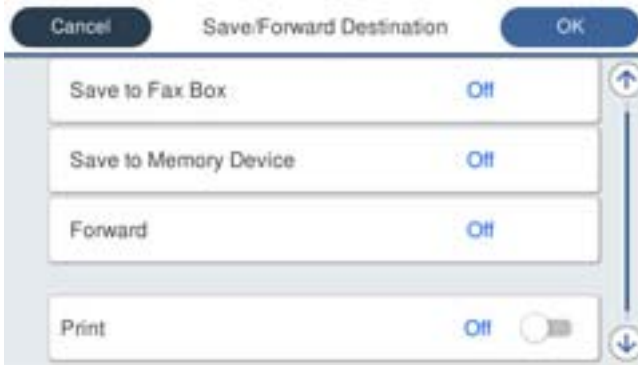 Cancel Save/Forward Destination OK
Save to Fax Box Off
Save to Memory Device Off
Forward Off
Print Off